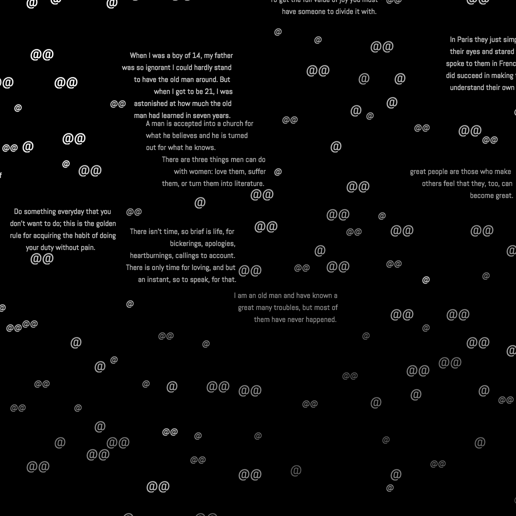 To get the full value of joy you must
have someone to divide it with.
In Paris they just
their eyes and stared
spoke to them in
did succeed in making
understand their own
When I was a boy of 14, my father
was so ignorant I could hardly stand
to have the old man around. But
when I got to be 21, I was
astonished at how much the old
man had learned in seven years.
A man is accepted into a church for
what he believes and he is turned
out for what he knows.
There are three things men can do
with women: love them, suffer
them, or turn them into literature.
great people are those who make
others feel that they, too, can
become great.
Do something everyday that you
don't want to do; this is the golden
rule for acquiring the habit of doing
your duty without pain.
There isn't time, so brief is life, for
bickerings, apologies,
heartburnings, callings to account.
There is only time for loving, and but
an instant, so to speak, for that.
I am an old man and have known a
great many troubles, but most of
them have never happened.